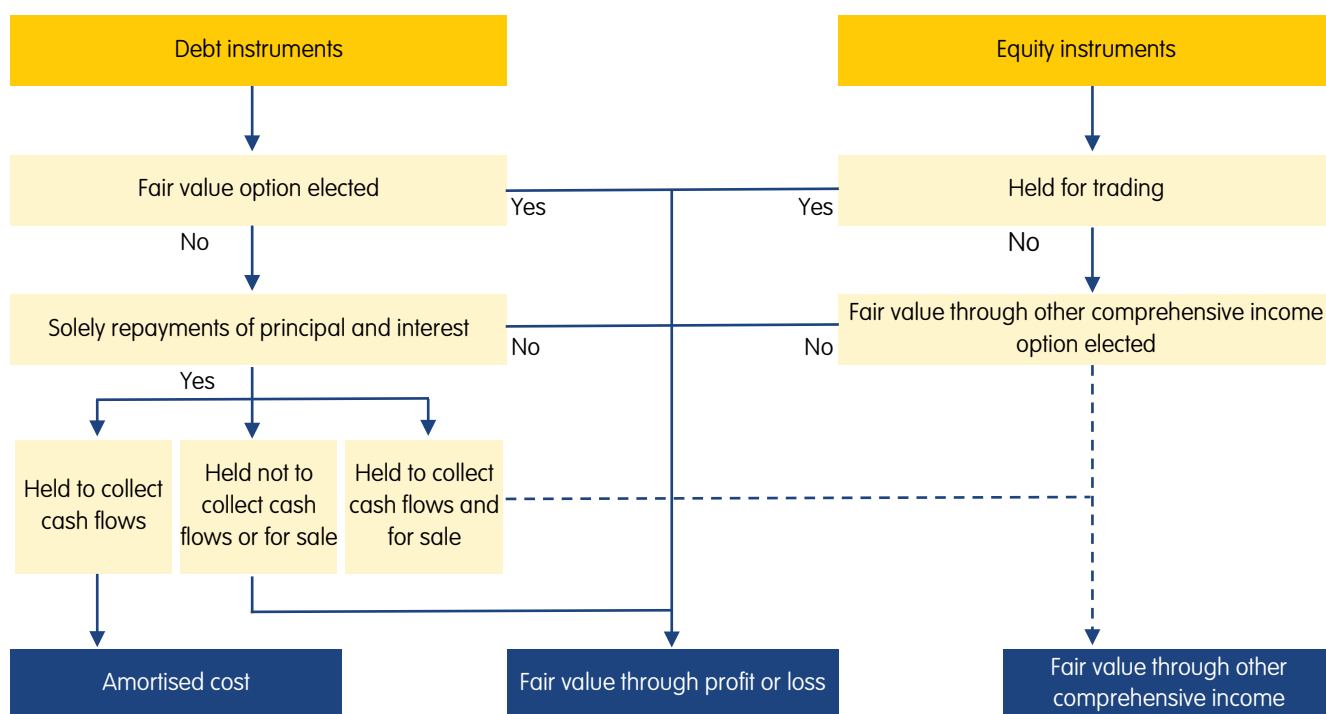 Debt instruments
Equity instruments
Fair value option elected
Held for trading
Yes
Yes
No
No
Solely repayments of principal and interest
Fair value through other comprehensive income
option elected
No
No
Yes
Held to collect
cash flows
Held not to
collect cash
flows or for sale
Held to collect
cash flows and
for sale
Amortised cost
Fair value through profit or loss
Fair value through other
comprehensive income